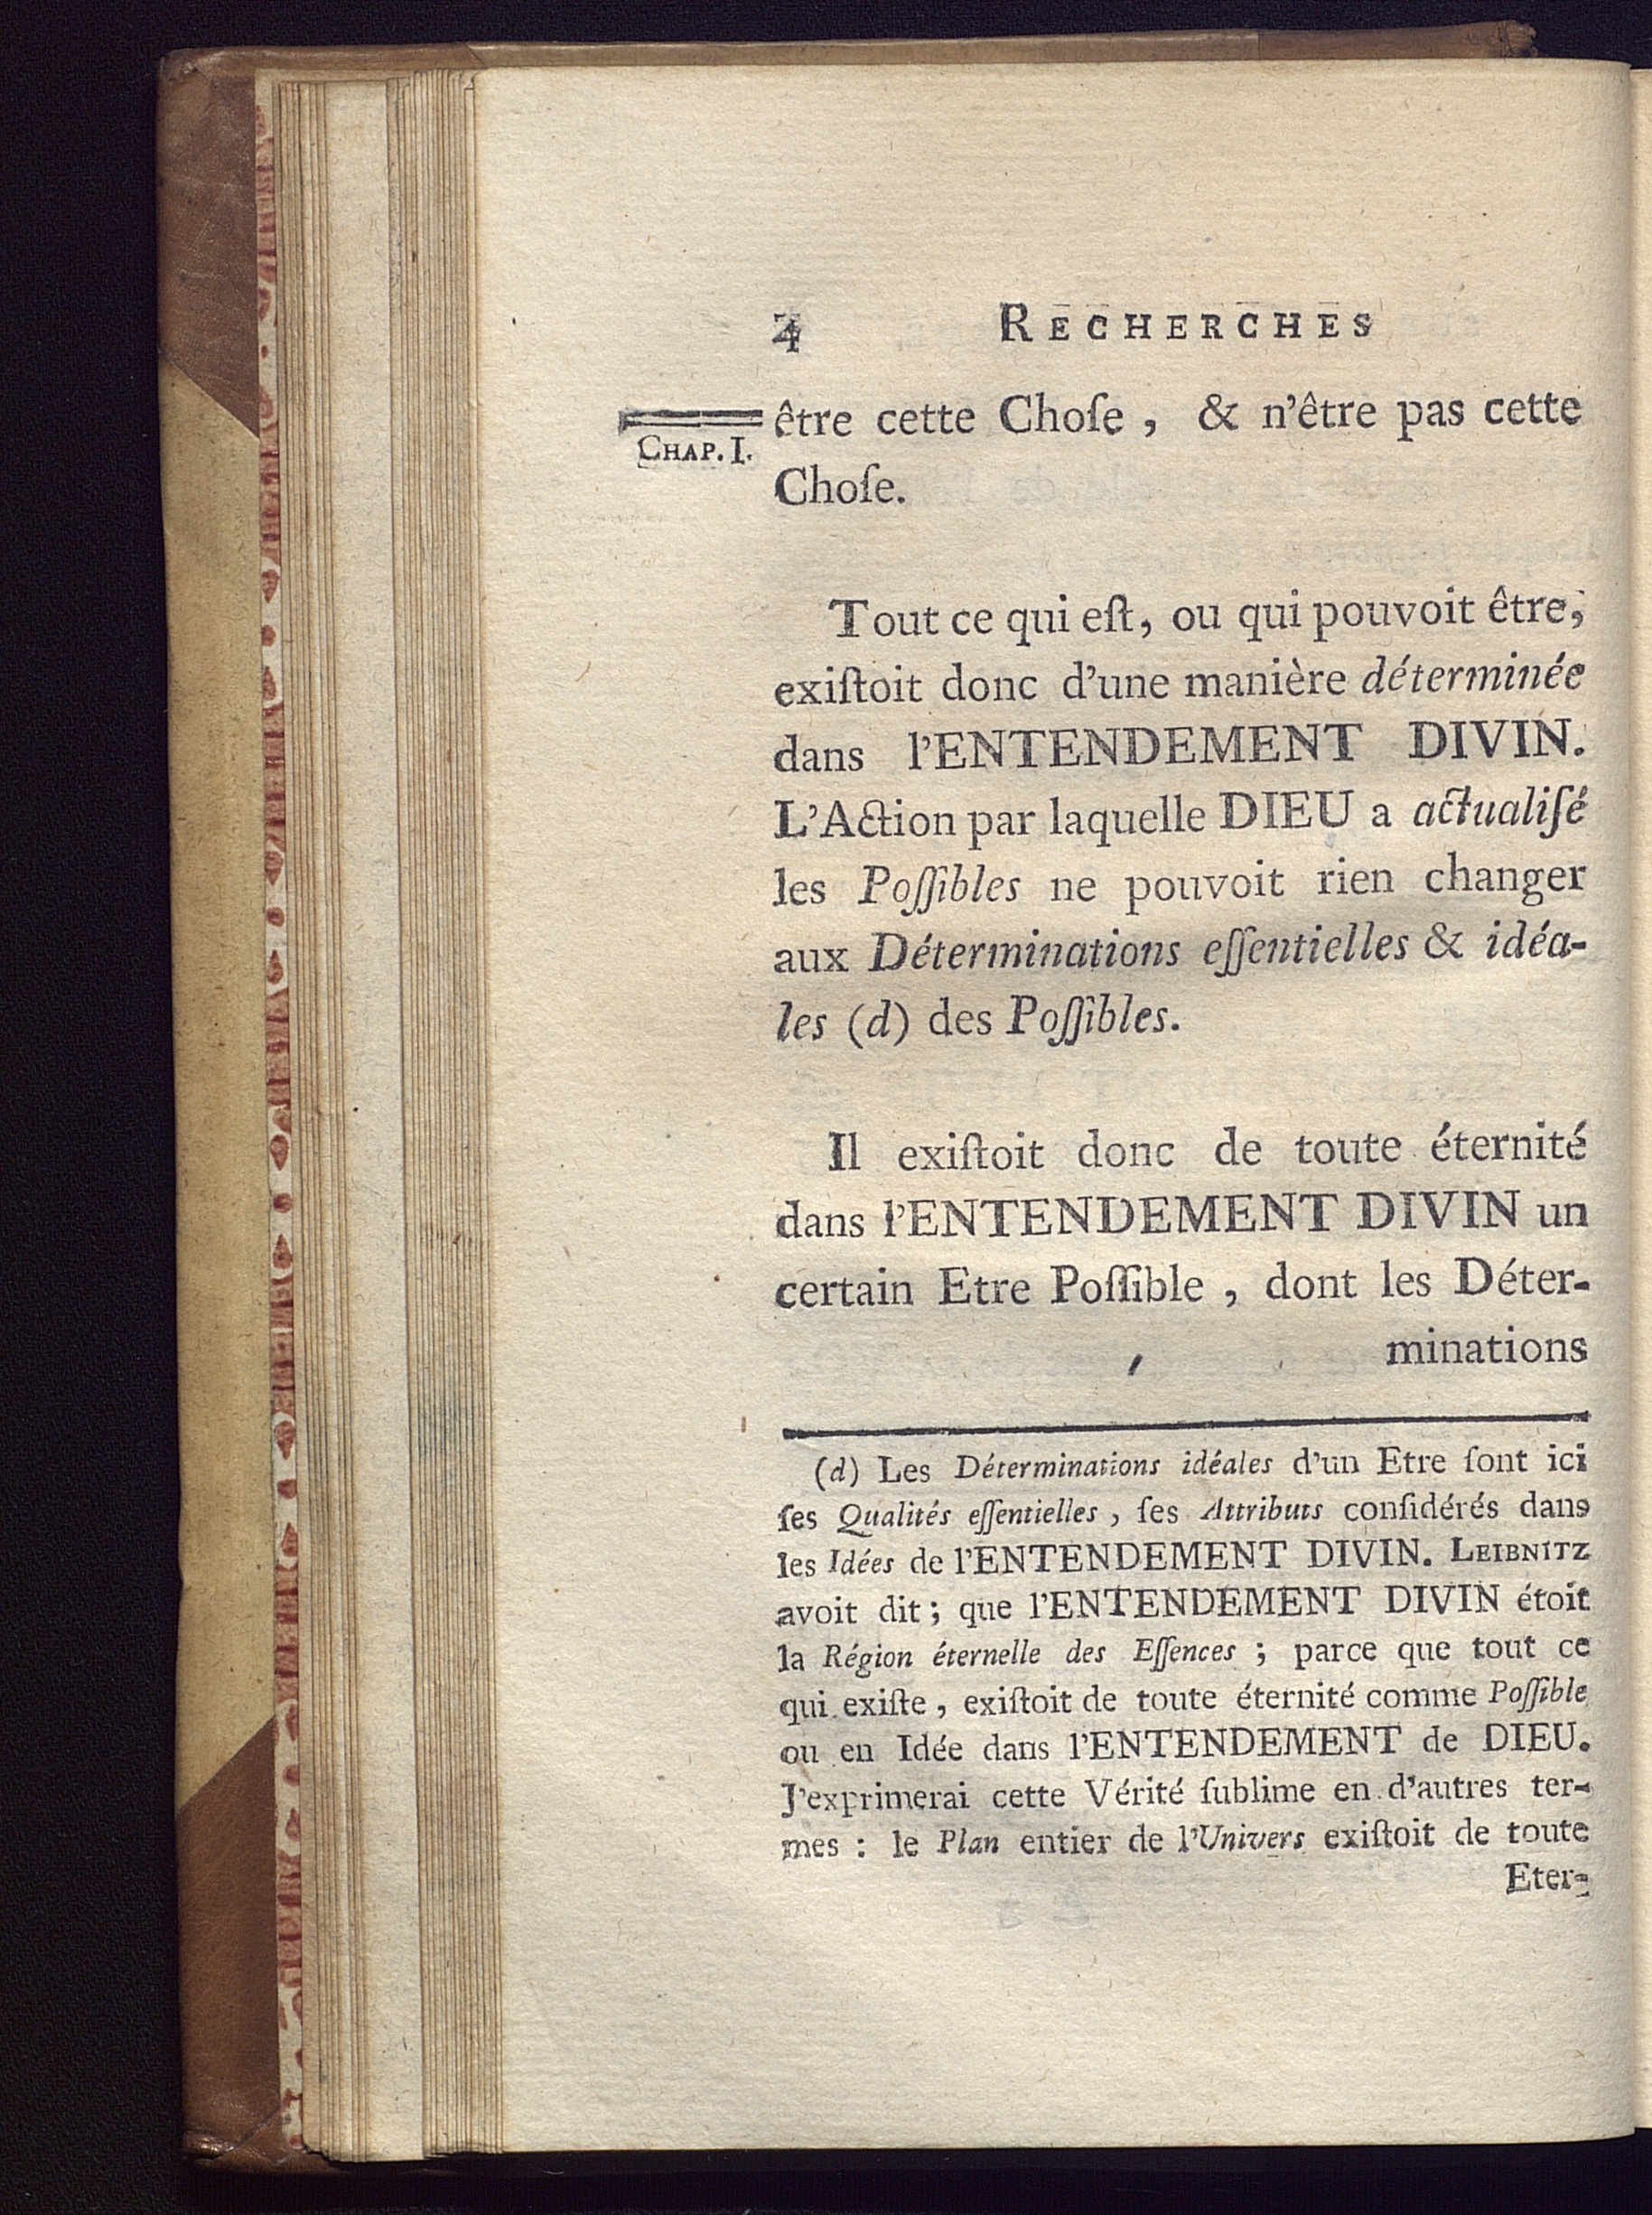 4 RECHERCHES
CHAP. I.
être cette Choſe, & n'être pas cette
Choſe.
Tout ce qui eſt, ou qui pouvoit être,
exiſtoit donc d'une manière déterminée
dans l'ENTENDEMENT DIVIN.
L'Action par laquelle DIEU a actualiſé
les Poſſibles ne pouvoit rien changer
aux Déterminations eſſentielles & idéa-
les (d) des Poſſibles.
Il exiſtoit donc de toute éternité
dans l'ENTENDEMENT DIVIN un
certain Etre Poſſible, dont les Déter-
minations
(d) Les Déterminations idéales d'un Etre ſont ici
ſes Qualités eſſentielles, ſes Attributs conſidérés dans
les Idées de l'ENTENDEMENT DIVIN. LEIBNITZ
avoit dit; que l'ENTENDEMENT DIVIN étoit
la Région éternelle des Eſſences; parce que tout ce
qui exiſte, exiſtoit de toute éternité comme Poſſible
ou en Idée dans l'ENTENDEMENT de DIEU.
J'exprimerai cette Vérité ſublime en d'autres ter-
mes : le Plan entier de l'Univers exiſtoit de toute
Eter-